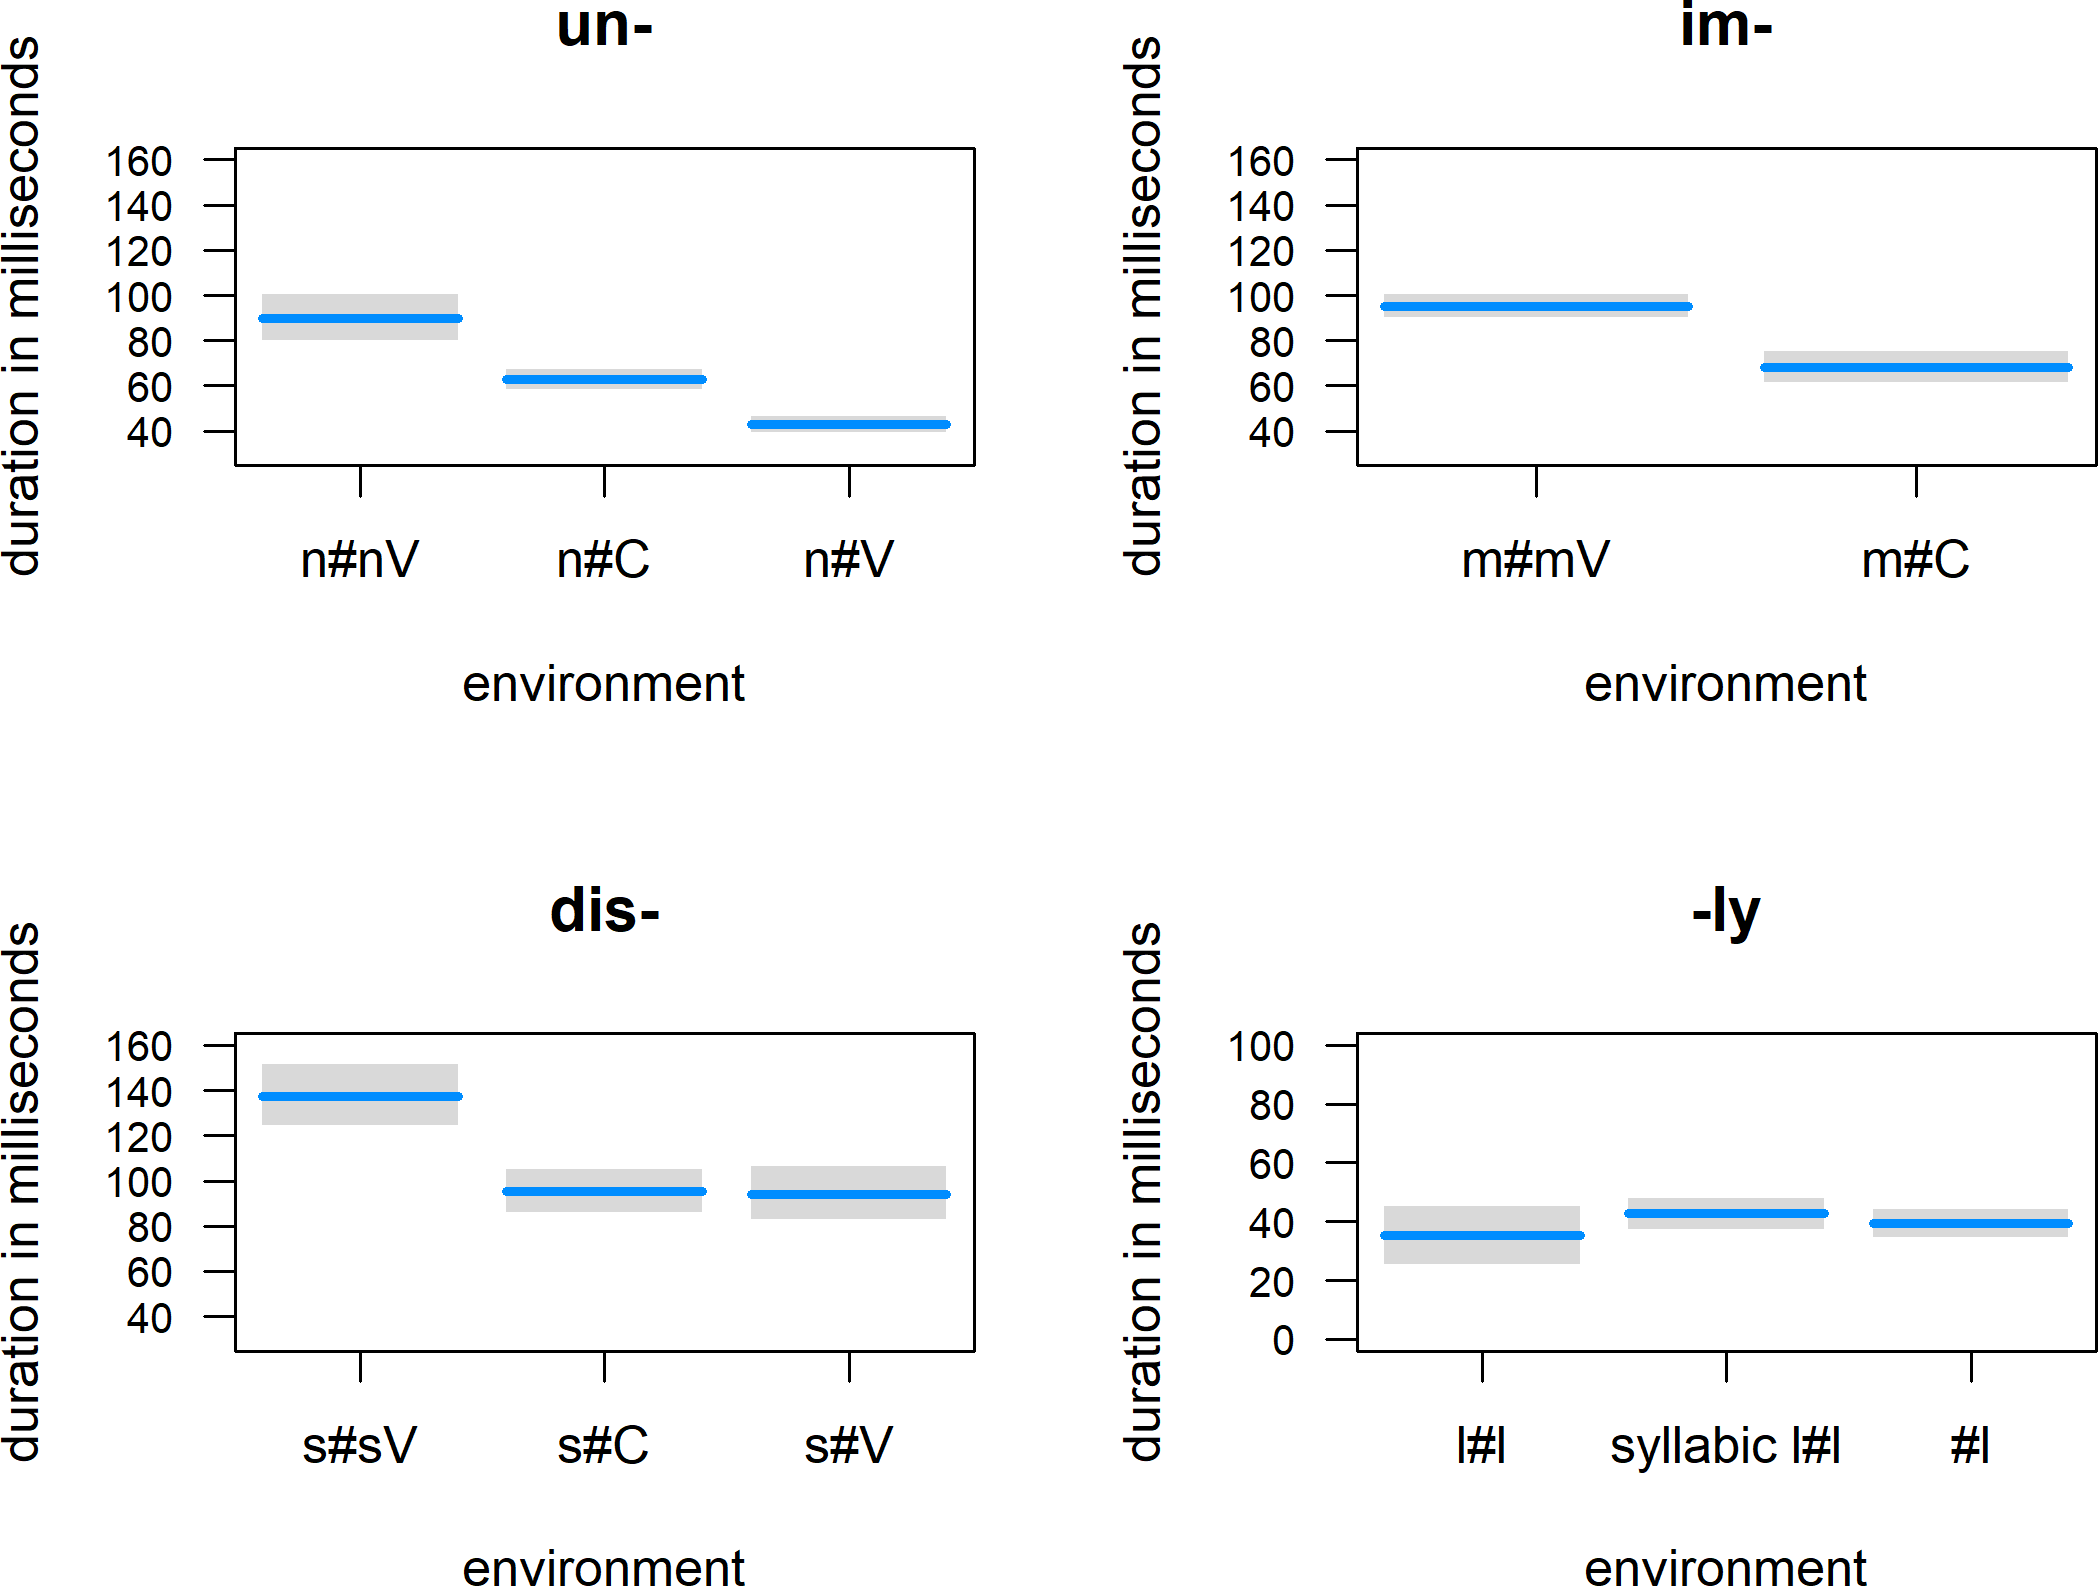 un-
duration in milliseconds
160
140
120
100
80
60
40
n#nV n#C n#V
environment
im-
duration in milliseconds
160
140
120
100
80
60
40
m#mV m#C
environment
dis-
duration in milliseconds
160
140
120
100
80
60
40
s#sV s#C s#V
environment
-ly
duration in milliseconds
100
80
60
40
20
0
l#l syllabic l#l #l
environment